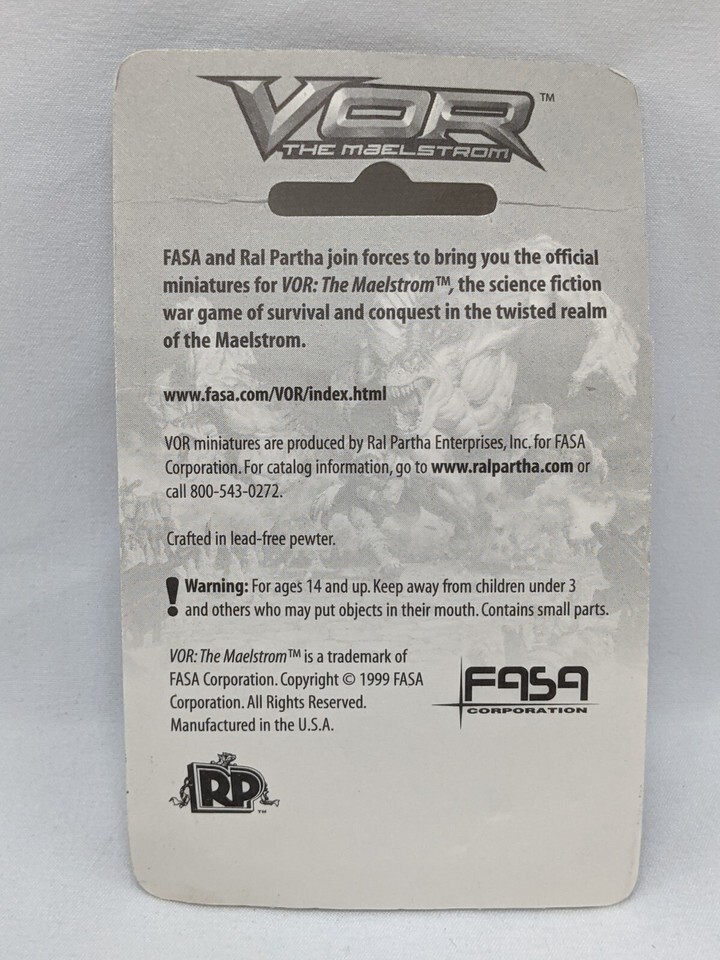 VOR™
THE MAELSTROM
FASA and Ral Partha join forces to bring you the official
miniatures for VOR: The Maelstrom™, the science fiction
war game of survival and conquest in the twisted realm
of the Maelstrom.
www.fasa.com/VOR/index.html
VOR miniatures are produced by Ral Partha Enterprises, Inc. for FASA
Corporation. For catalog information, go to www.ralpartha.com or
call 800-543-0272.
Crafted in lead-free pewter.
! Warning: For ages 14 and up. Keep away from children under 3
and others who may put objects in their mouth. Contains small parts.
VOR: The Maelstrom™ is a trademark of
FASA Corporation. Copyright © 1999 FASA
Corporation. All Rights Reserved.
Manufactured in the U.S.A.
FASA
CORPORATION
RP™